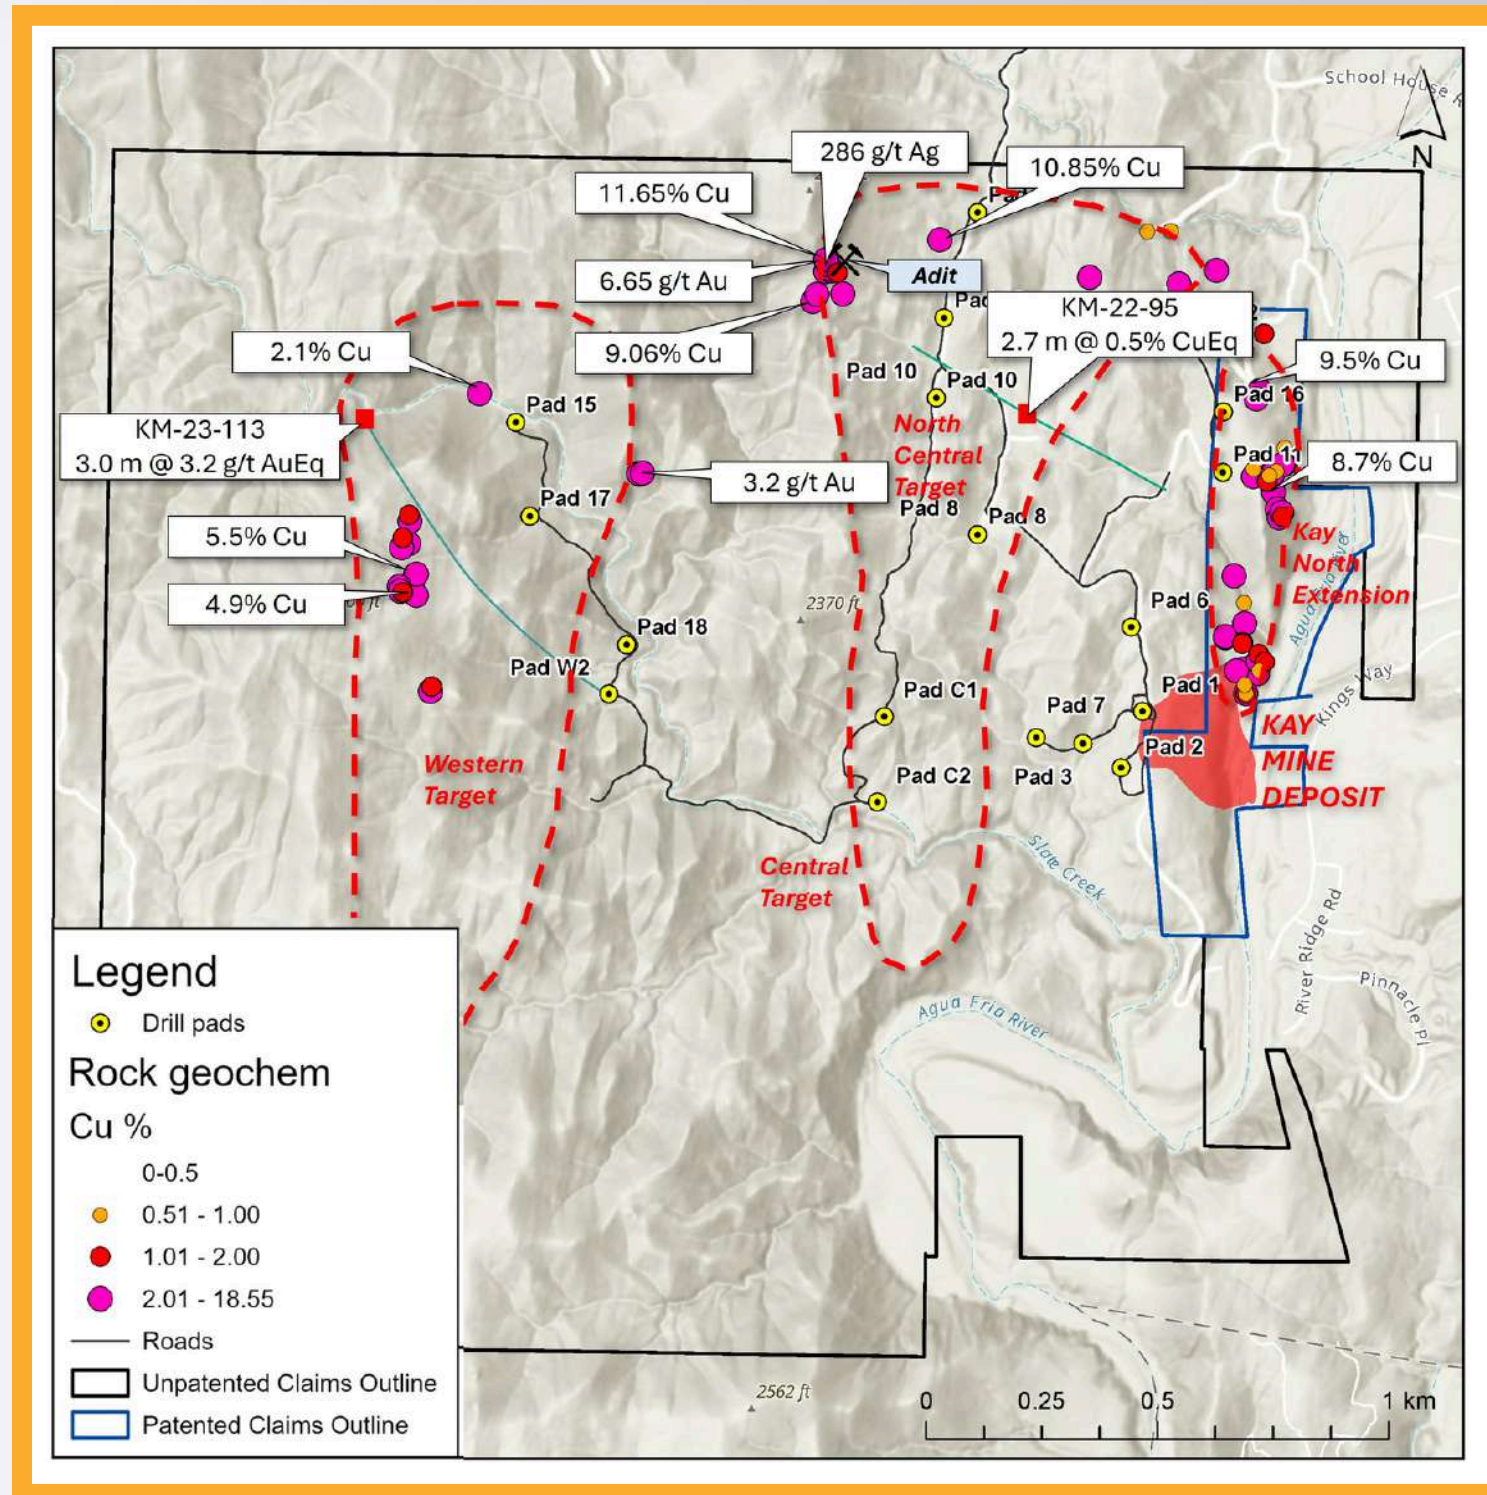 School House R
N
286 g/t Ag
10.85% Cu
11.65% Cu
6.65 g/t Au
Adit
9.06% Cu
KM-22-95
2.7 m @ 0.5% CuEq
2.1% Cu
9.5% Cu
Pad 10
Pad 10
Pad 16
Pad 15
KM-23-113
3.0 m @ 3.2 g/t AuEq
North
Central
Target
Pad 11
8.7% Cu
3.2 g/t Au
Pad 17
Pad 8
Pad 8
5.5% Cu
Kay
North
Extension
4.9% Cu
2370 ft
Pad 6
Agua Fria River
Pad 18
Pad W2
Pad C1
Pad 7
Pad 1
Kings Way
KAY
MINE
DEPOSIT
Pad 2
Western
Target
Pad C2
Pad 3
Central
Target
Slate Creek
River Ridge Rd
Pinnacle Pl
Agua Fria River
Legend
Drill pads
Rock geochem
Cu %
0-0.5
0.51 - 1.00
1.01 - 2.00
2.01 - 18.55
Roads
Unpatented Claims Outline
Patented Claims Outline
2562 ft
0 0.25 0.5 1 km